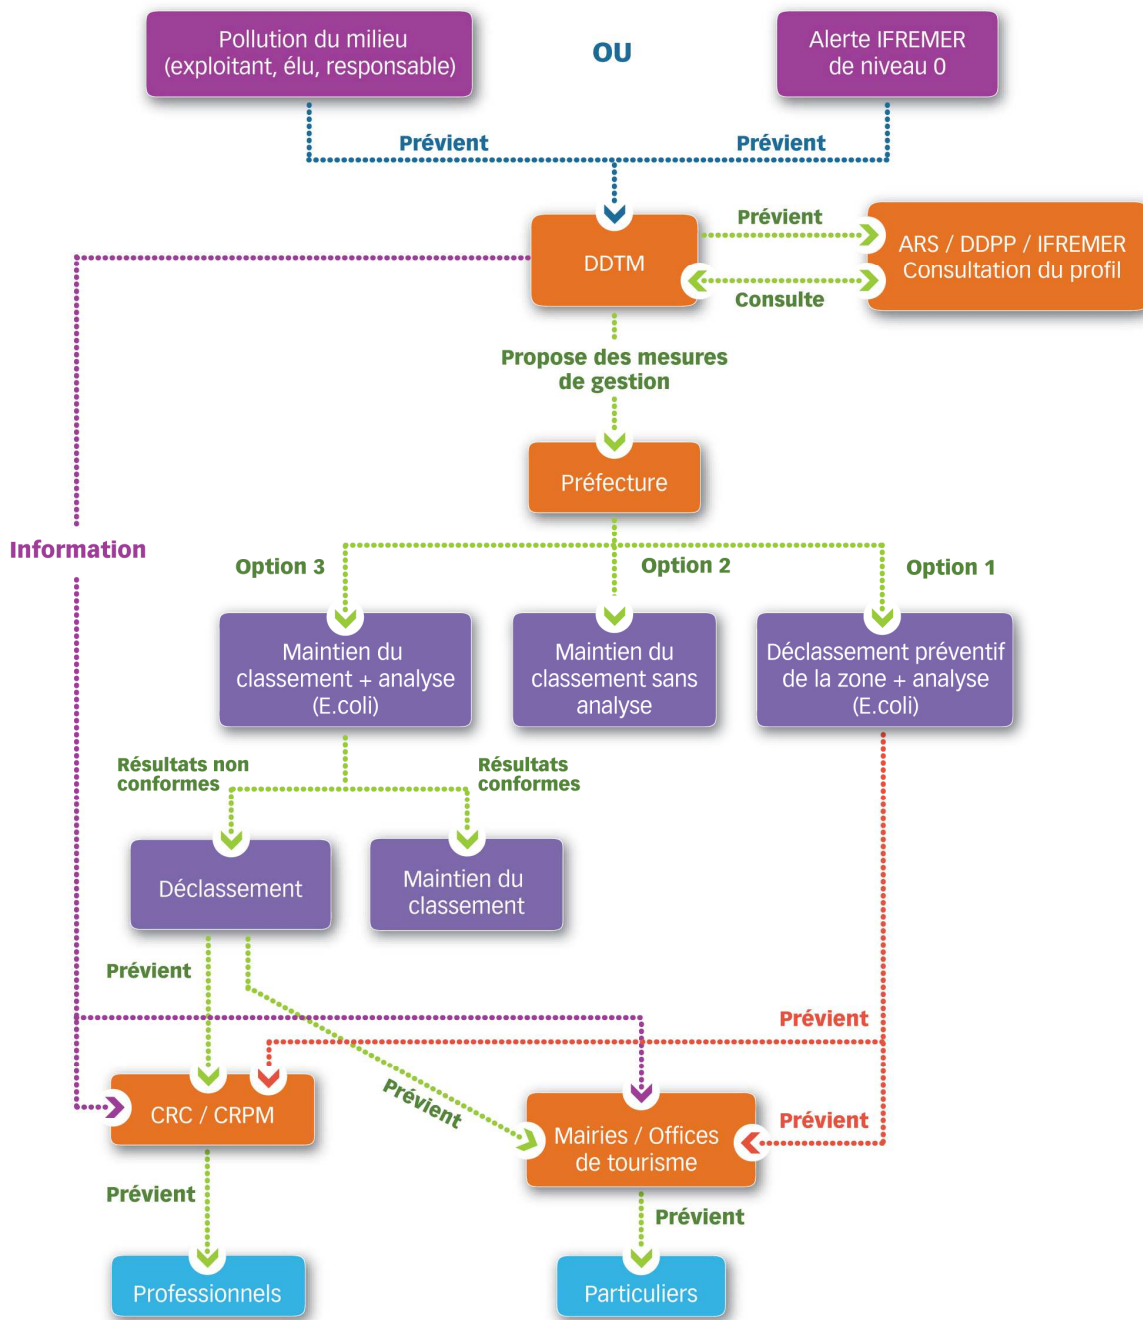 Pollution du milieu
(exploitant, élu, responsable)
OU
Alerte IFREMER
de niveau 0
Prévient
Prévient
DDTM
Prévient
Consulte
ARS / DDPP / IFREMER
Consultation du profil
Propose des mesures
de gestion
Préfecture
Information
Option 3
Option 2
Option 1
Maintien du
classement + analyse
(E.coli)
Maintien du
classement sans
analyse
Déclassement préventif
de la zone + analyse
(E.coli)
Résultats non
conformes
Résultats
conformes
Déclassement
Maintien du
classement
Prévient
Prévient
Prévient
Prévient
CRC / CRPM
Mairies / Offices
de tourisme
Prévient
Prévient
Professionnels
Particuliers